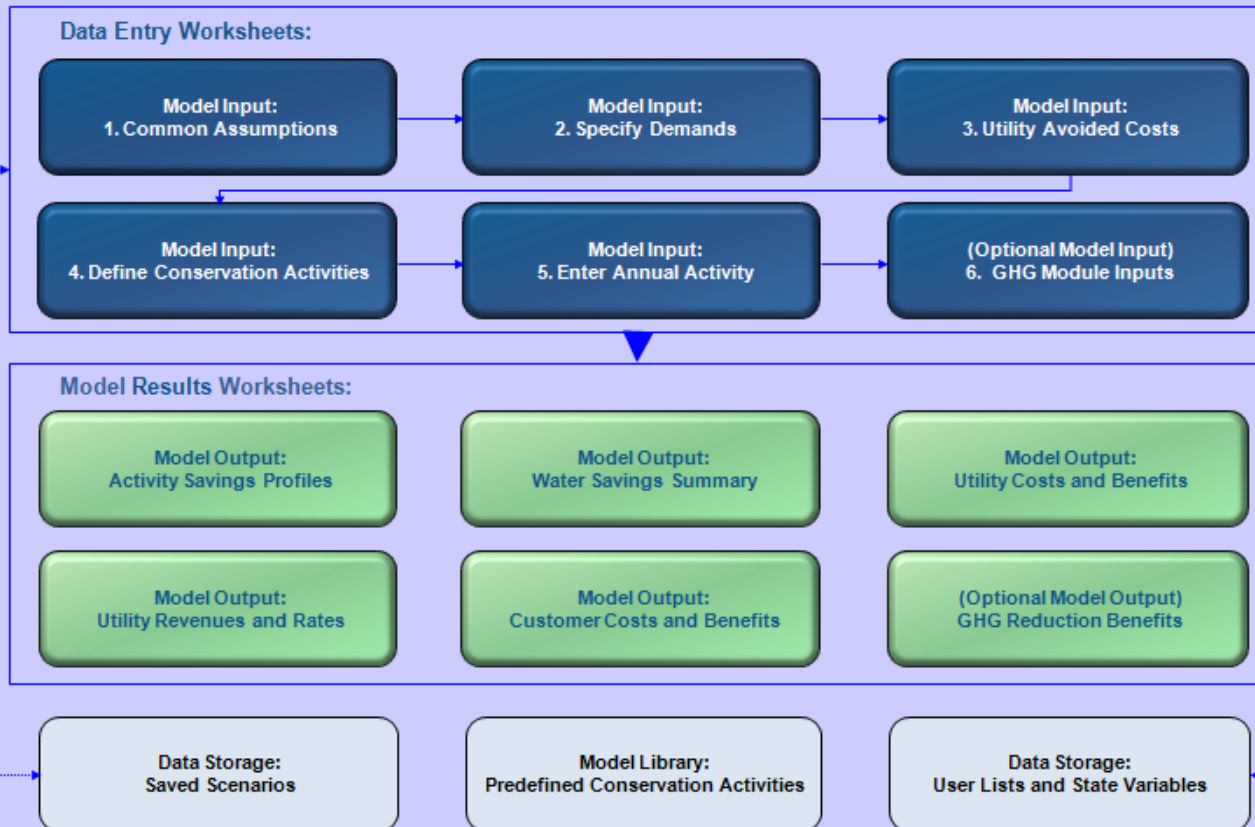 Data Entry Worksheets:
Model Input:
1. Common Assumptions
Model Input:
2. Specify Demands
Model Input:
3. Utility Avoided Costs
Model Input:
4. Define Conservation Activities
Model Input:
5. Enter Annual Activity
(Optional Model Input)
6. GHG Module Inputs
Model Results Worksheets:
Model Output:
Activity Savings Profiles
Model Output:
Water Savings Summary
Model Output:
Utility Costs and Benefits
Model Output:
Utility Revenues and Rates
Model Output:
Customer Costs and Benefits
(Optional Model Output)
GHG Reduction Benefits
Data Storage:
Saved Scenarios
Model Library:
Predefined Conservation Activities
Data Storage:
User Lists and State Variables